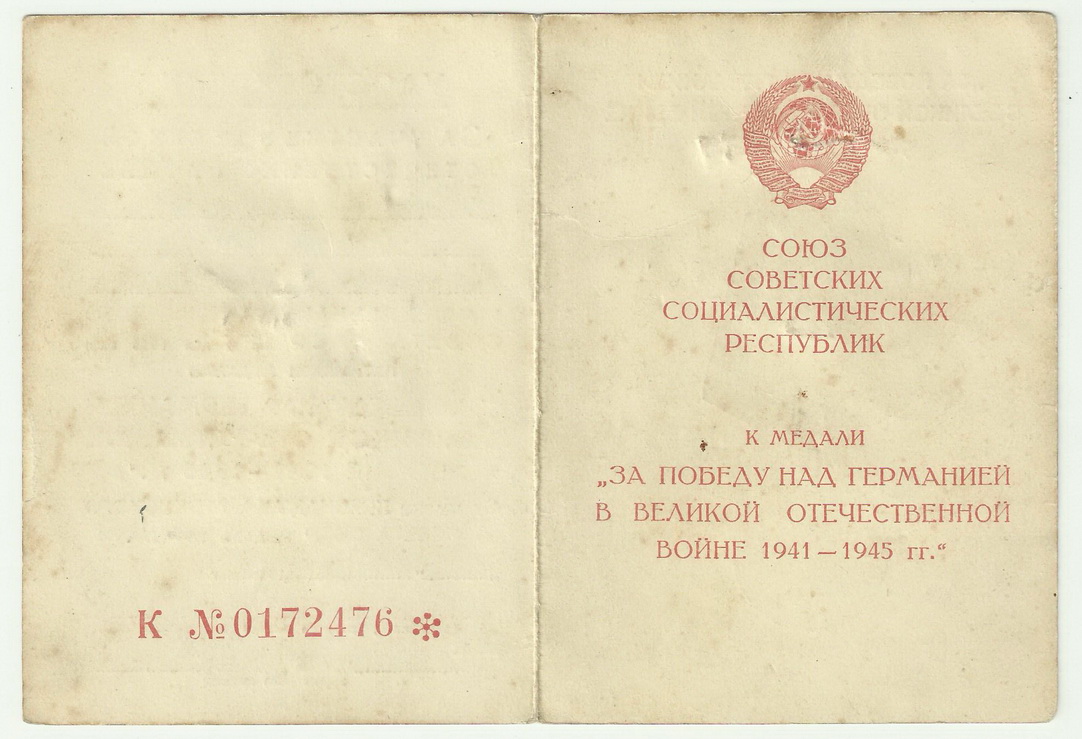 К №0172476
СОЮЗ
СОВЕТСКИХ
СОЦИАЛИСТИЧЕСКИХ
РЕСПУБЛИК
К МЕДАЛИ
„ЗА ПОБЕДУ НАД ГЕРМАНИЕЙ
В ВЕЛИКОЙ ОТЕЧЕСТВЕННОЙ
ВОЙНЕ 1941 — 1945 гг.“